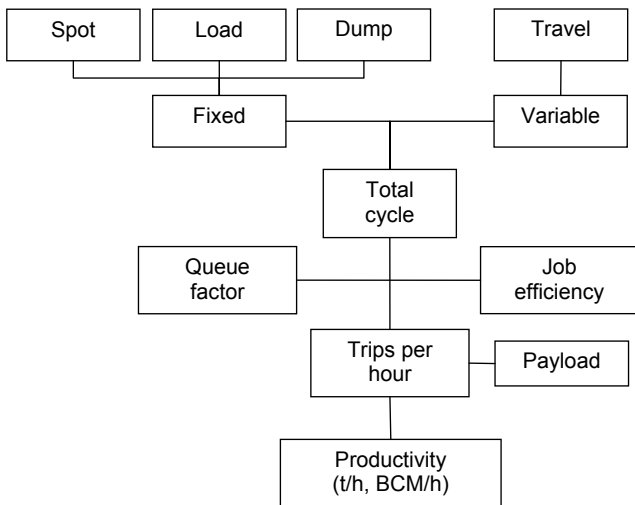 Spot
Load
Dump
Travel
Fixed
Variable
Total
cycle
Queue
factor
Job
efficiency
Trips per
hour
Payload
Productivity
(t/h, BCM/h)